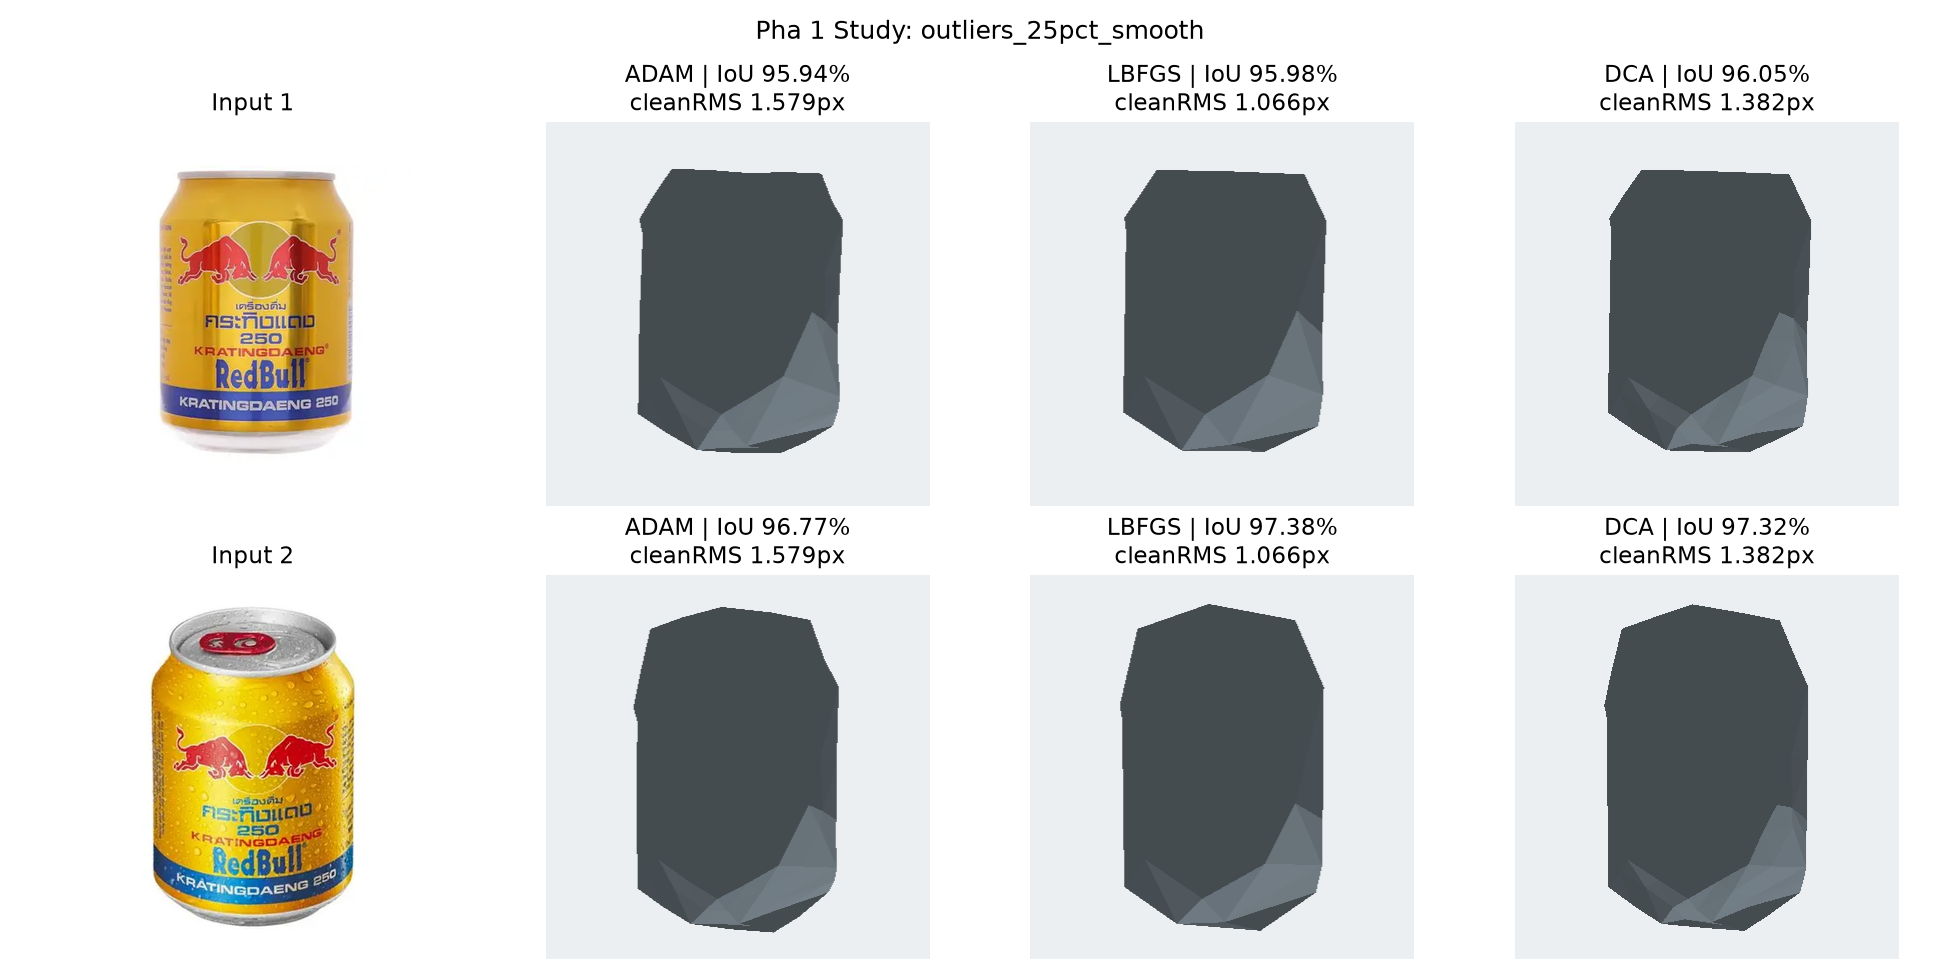 Pha 1 Study: outliers_25pct_smooth
Input 1
ADAM | IoU 95.94%
cleanRMS 1.579px
LBFGS | IoU 95.98%
cleanRMS 1.066px
DCA | IoU 96.05%
cleanRMS 1.382px
เครื่องดื่ม
กระทิงแดง
250
KRATINGDAENG®
RedBull
KRATINGDAENG 250
Input 2
ADAM | IoU 96.77%
cleanRMS 1.579px
LBFGS | IoU 97.38%
cleanRMS 1.066px
DCA | IoU 97.32%
cleanRMS 1.382px
เครื่องดื่ม
กระทิงแดง
250
KRATINGDAENG
RedBull
KRATINGDAENG 250